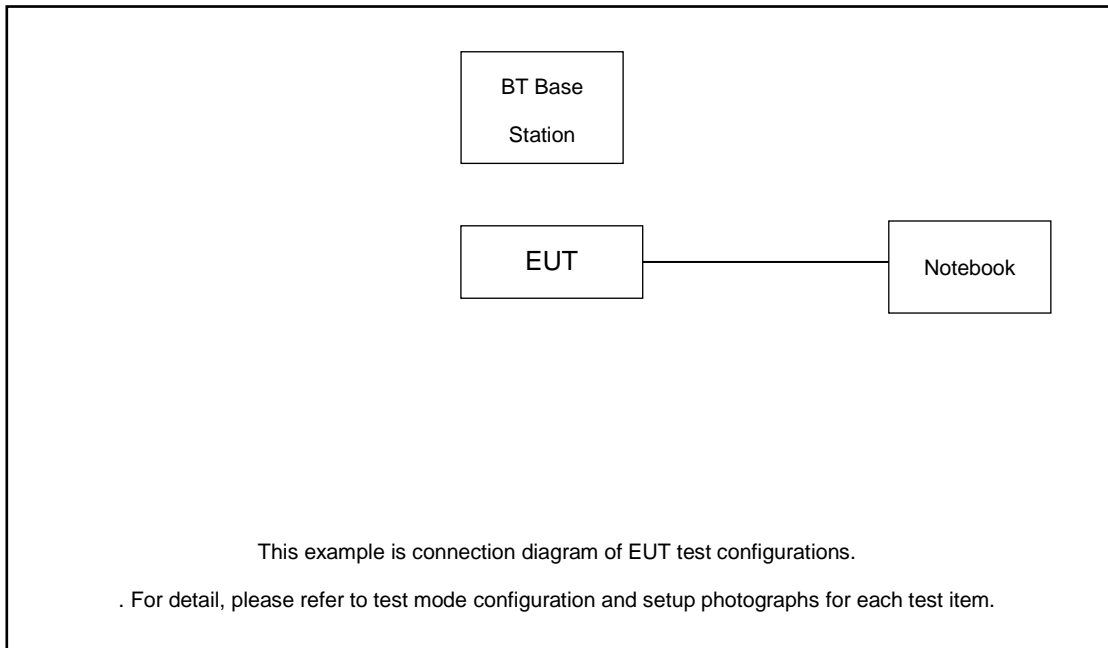 BT Base
Station
EUT
Notebook
This example is connection diagram of EUT test configurations.
. For detail, please refer to test mode configuration and setup photographs for each test item.